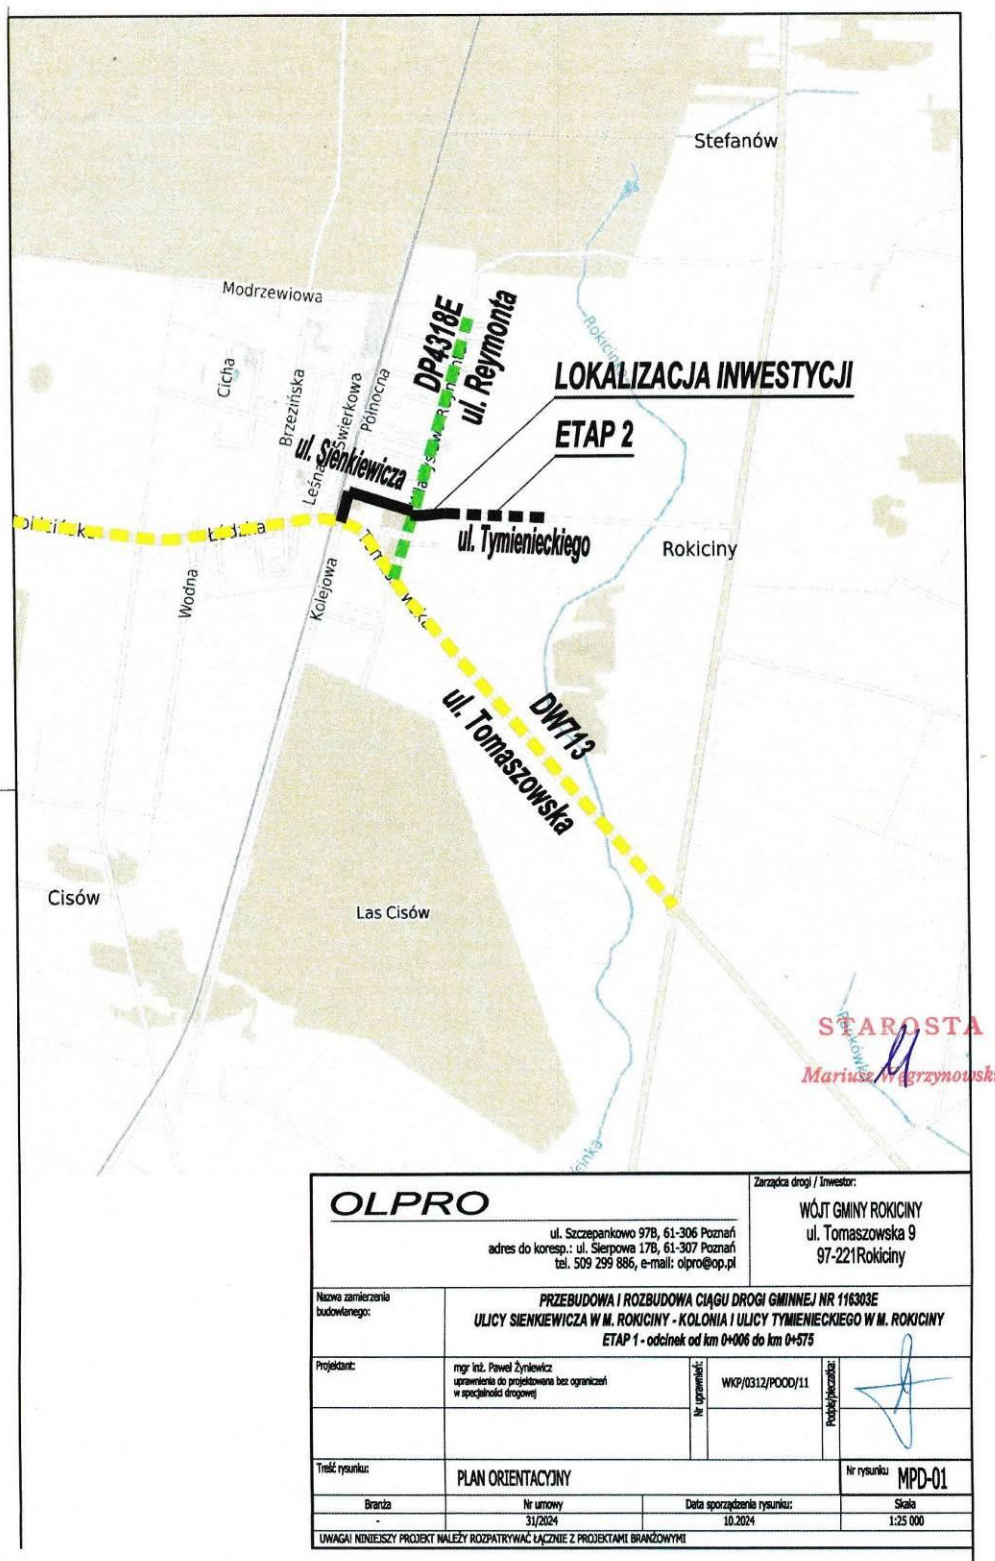 Stefanów
Modrzewiowa
Cicha
Brzezińska
Leśna
Świerkowa
Północna
DP4318E
ul. Reymonta
Rokicinka
LOKALIZACJA INWESTYCJI
ETAP 2
ul. Sienkiewicza
Łódzka
ul. Tymienieckiego
Rokiciny
Wodna
Kolejowa
DW713
ul. Tomaszowska
Cisów
Las Cisów
STAROSTA
Mariusz Węgrzynowski
OLPRO
ul. Szczepankowo 97B, 61-306 Poznań
adres do koresp.: ul. Sierpowa 17B, 61-307 Poznań
tel. 509 299 886, e-mail: olpro@op.pl
Zarządca drogi / Inwestor:
WÓJT GMINY ROKICINY
ul. Tomaszowska 9
97-221Rokiciny
Nazwa zamierzenia
budowlanego:
PRZEBUDOWA I ROZBUDOWA CIĄGU DROGI GMINNEJ NR 116303E
ULICY SIENKIEWICZA W M. ROKICINY - KOLONIA I ULICY TYMIENIECKIEGO W M. ROKICINY
ETAP 1 - odcinek od km 0+006 do km 0+575
Projektant:
mgr inż. Paweł Żyniewicz
uprawnienia do projektowana bez ograniczeń
w specjalności drogowej
Nr uprawnień:
WKP/0312/POOD/11
Podpis/pieczątka:
Treść rysunku:
PLAN ORIENTACYJNY
Nr rysunku
MPD-01
Branża
Nr umowy
Data sporządzenia rysunku:
Skala
-
31/2024
10.2024
1:25 000
UWAGA! NINIEJSZY PROJEKT NALEŻY ROZPATRYWAĆ ŁĄCZNIE Z PROJEKTAMI BRANŻOWYMI